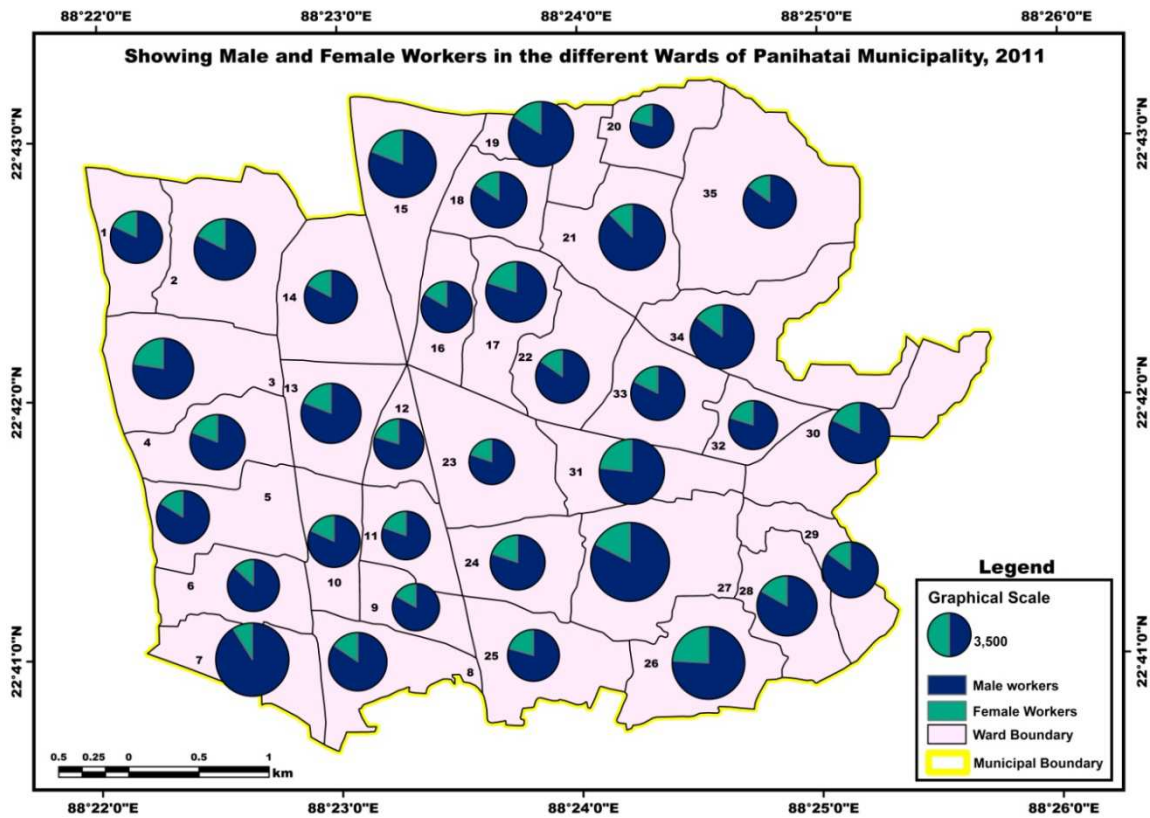 88°22'0"E 88°23'0"E 88°24'0"E 88°25'0"E 88°26'0"E
Showing Male and Female Workers in the different Wards of Panihatai Municipality, 2011
22°43'0"N
22°42'0"N
22°41'0"N
22°43'0"N
22°42'0"N
22°41'0"N
20
19
35
18
15
1
21
2
14
34
16
17
22
3
13
33
12
30
4
32
23
31
5
29
11
24
6
10
27
28
9
7
25
26
8
Legend
Graphical Scale
3,500
Male workers
Female Workers
Ward Boundary
Municipal Boundary
0.5 0.25 0 0.5 1
km
88°22'0"E 88°23'0"E 88°24'0"E 88°25'0"E 88°26'0"E